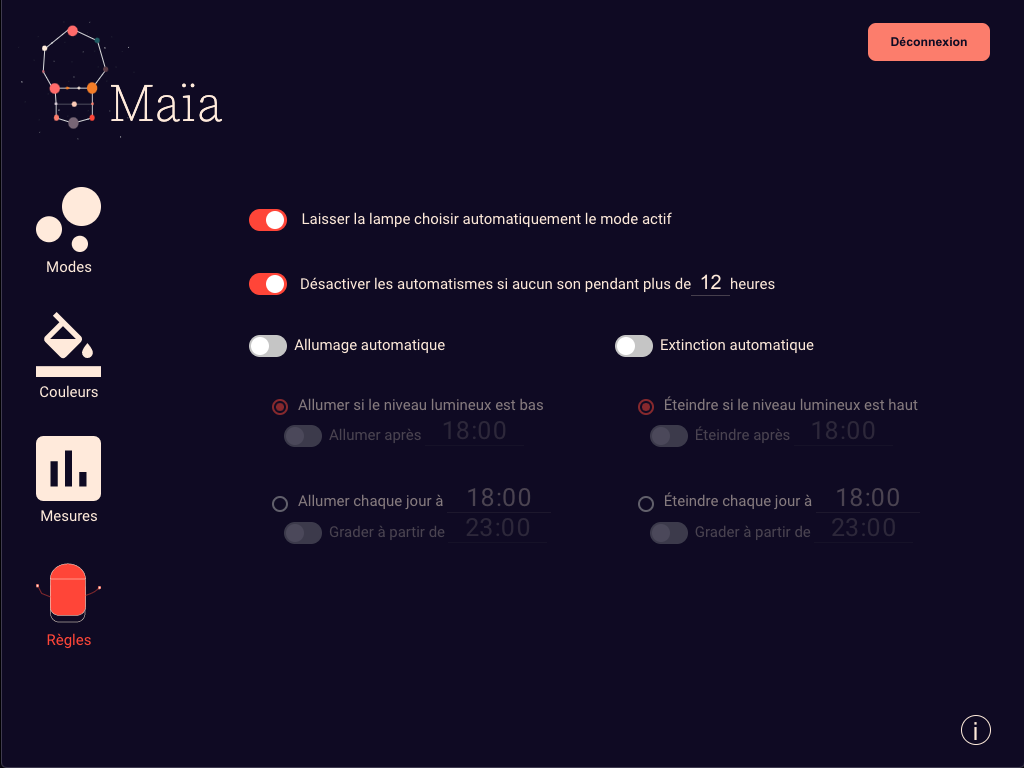 Déconnexion
Maïa
Modes
Couleurs
Mesures
Règles
Laisser la lampe choisir automatiquement le mode actif
Désactiver les automatismes si aucun son pendant plus de 12 heures
Allumage automatique
Allumer si le niveau lumineux est bas
Allumer après 18:00
Allumer chaque jour à 18:00
Grader à partir de 23:00
Extinction automatique
Éteindre si le niveau lumineux est haut
Éteindre après 18:00
Éteindre chaque jour à 18:00
Grader à partir de 23:00
i